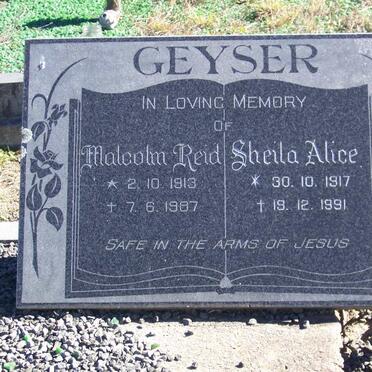 GEYSER
IN LOVING MEMORY
OF
Malcolm Reid Sheila Alice
* 2.10.1913 * 30.10.1917
† 7.6.1987 † 19.12.1991
SAFE IN THE ARMS OF JESUS